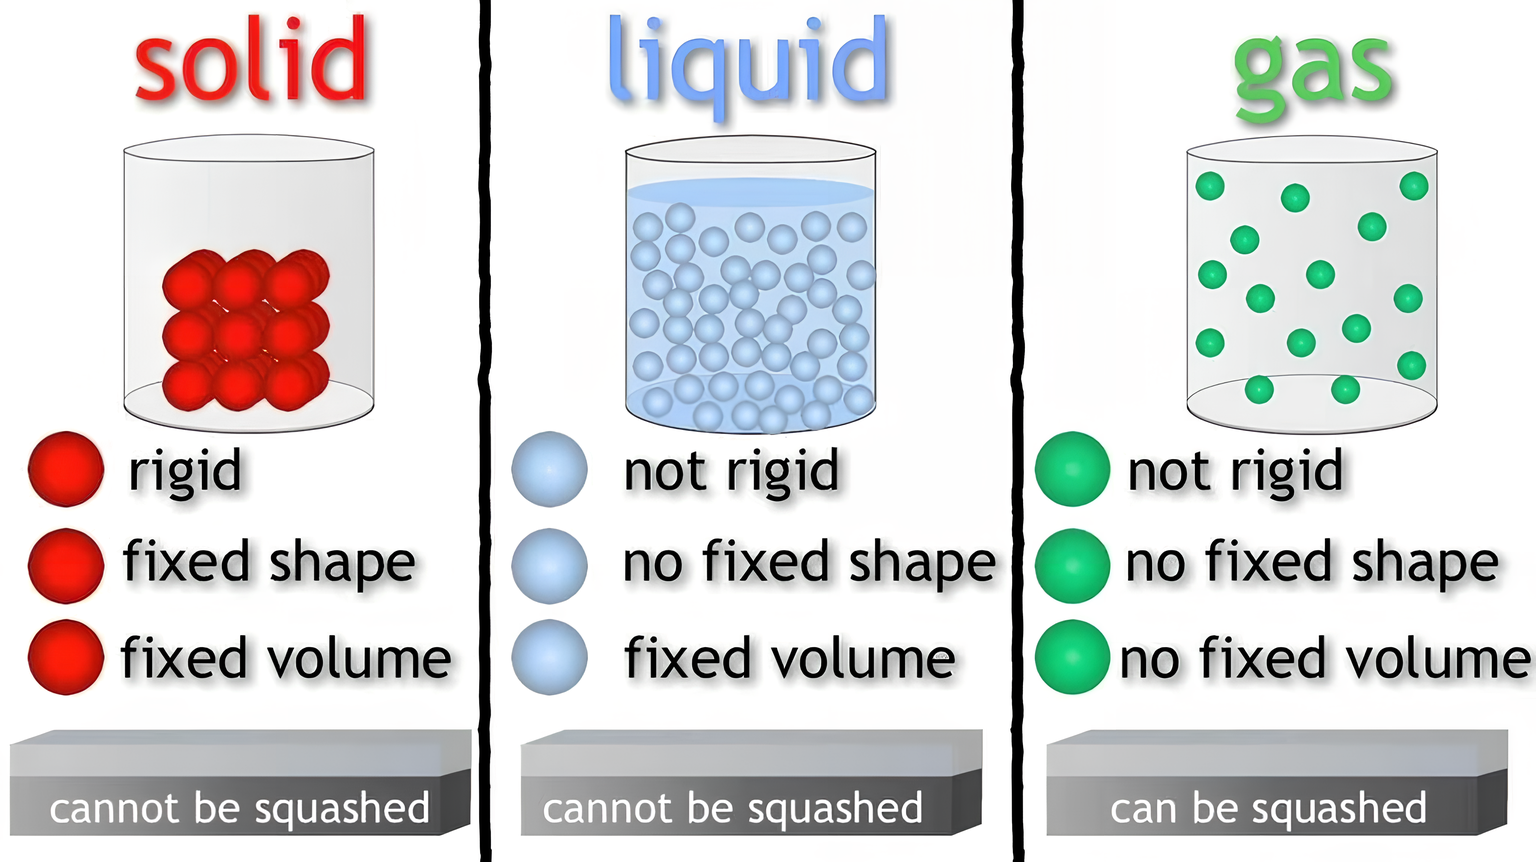 solid
rigid
fixed shape
fixed volume
cannot be squashed
liquid
not rigid
no fixed shape
fixed volume
cannot be squashed
gas
not rigid
no fixed shape
no fixed volume
can be squashed